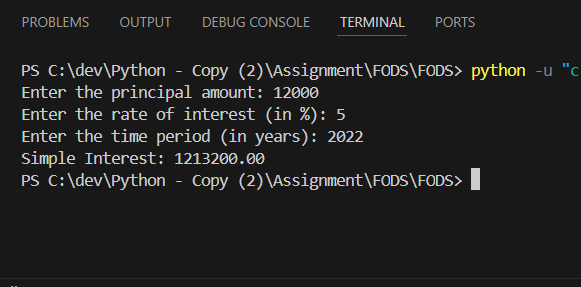 PROBLEMS OUTPUT DEBUG CONSOLE TERMINAL PORTS
PS C:\dev\Python - Copy (2)\Assignment\FODS\FODS> python -u "c
Enter the principal amount: 12000
Enter the rate of interest (in %): 5
Enter the time period (in years): 2022
Simple Interest: 1213200.00
PS C:\dev\Python - Copy (2)\Assignment\FODS\FODS>